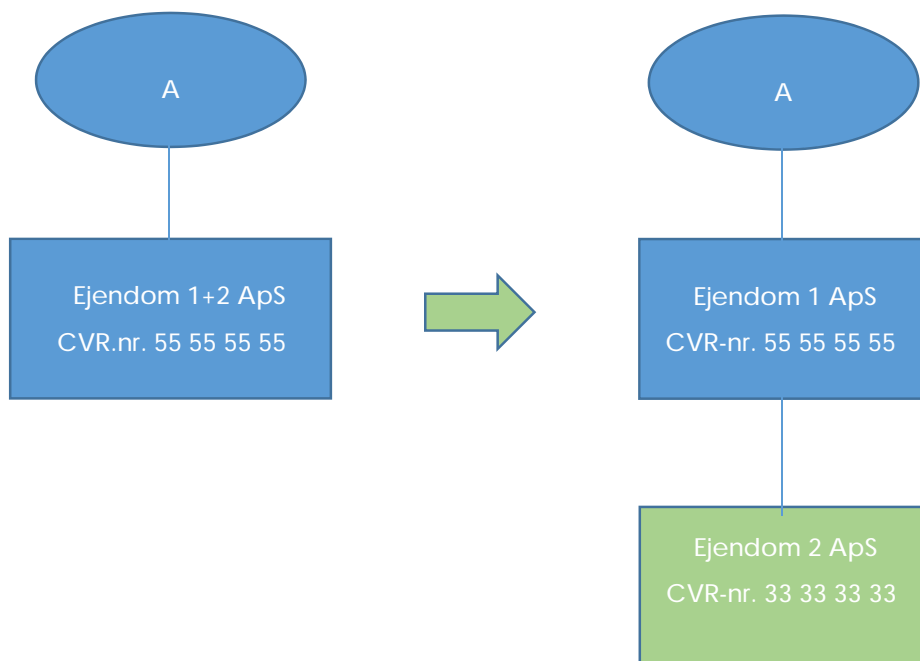 A
Ejendom 1+2 ApS
CVR.nr. 55 55 55 55
A
Ejendom 1 ApS
CVR-nr. 55 55 55 55
Ejendom 2 ApS
CVR-nr. 33 33 33 33